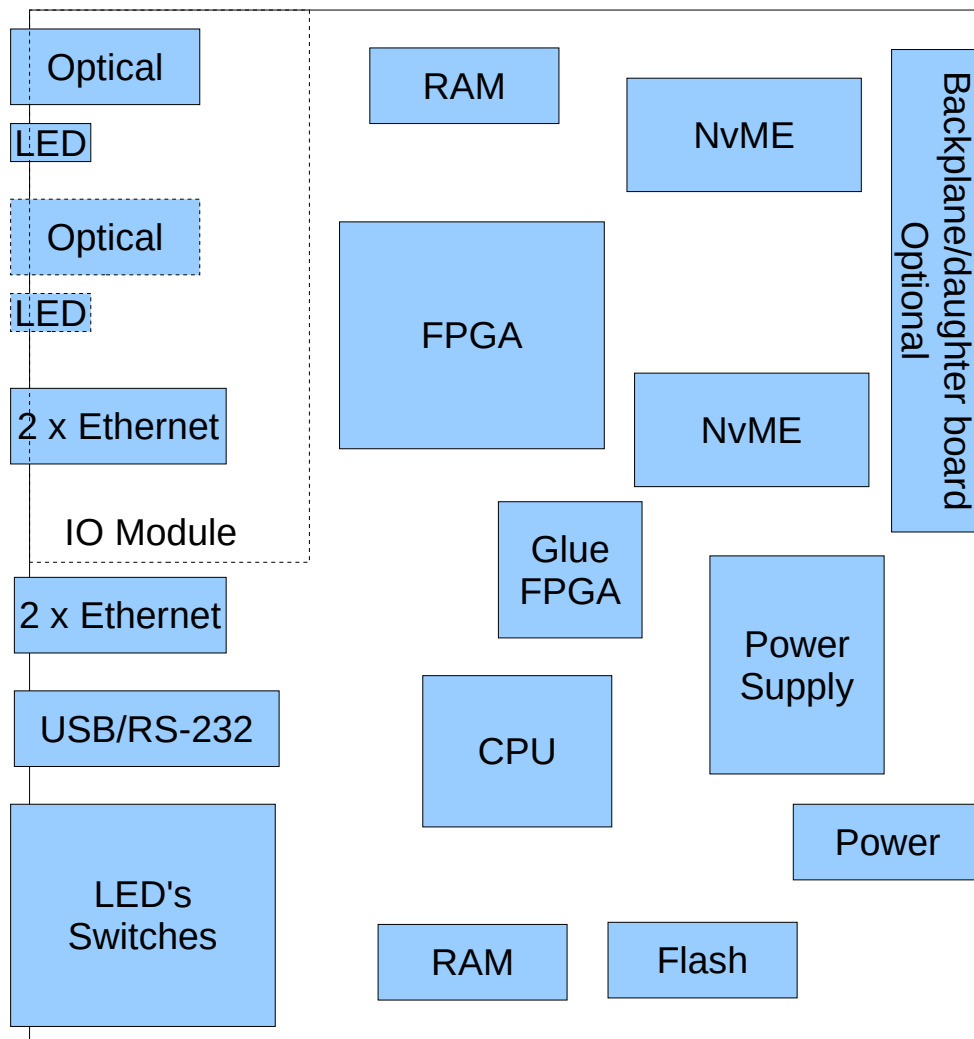 Optical
LED
Optical
LED
2 x Ethernet
IO Module
2 x Ethernet
USB/RS-232
LED's
Switches
RAM
FPGA
Glue
FPGA
CPU
RAM
NvME
NvME
Power
Supply
Power
Flash
Backplane/daughter board
Optional